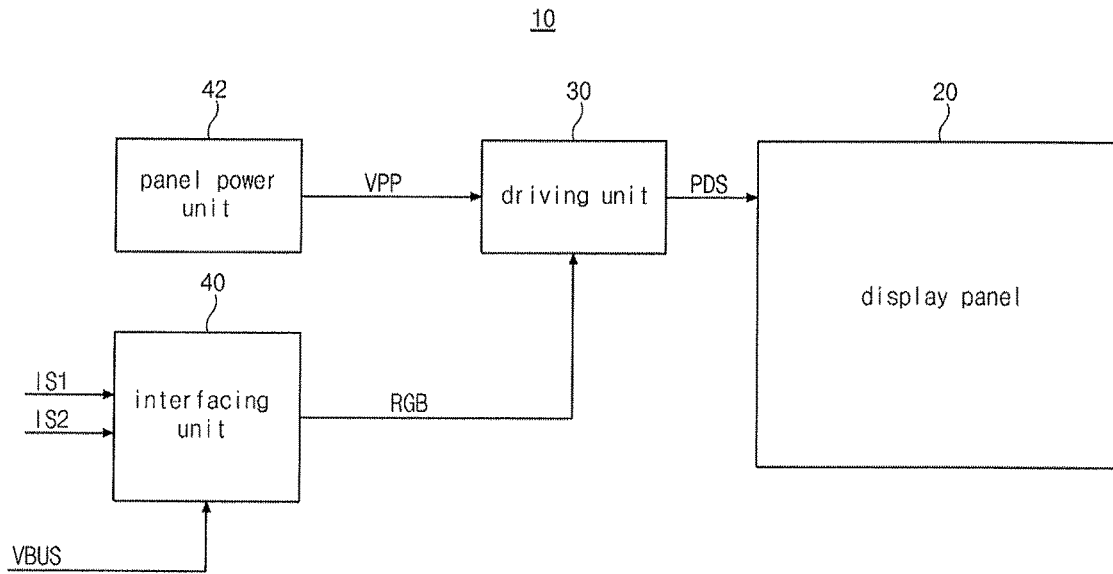 10
42
30
20
panel power
unit
VPP
driving unit
PDS
display panel
40
IS1
IS2
interfacing
unit
RGB
VBUS